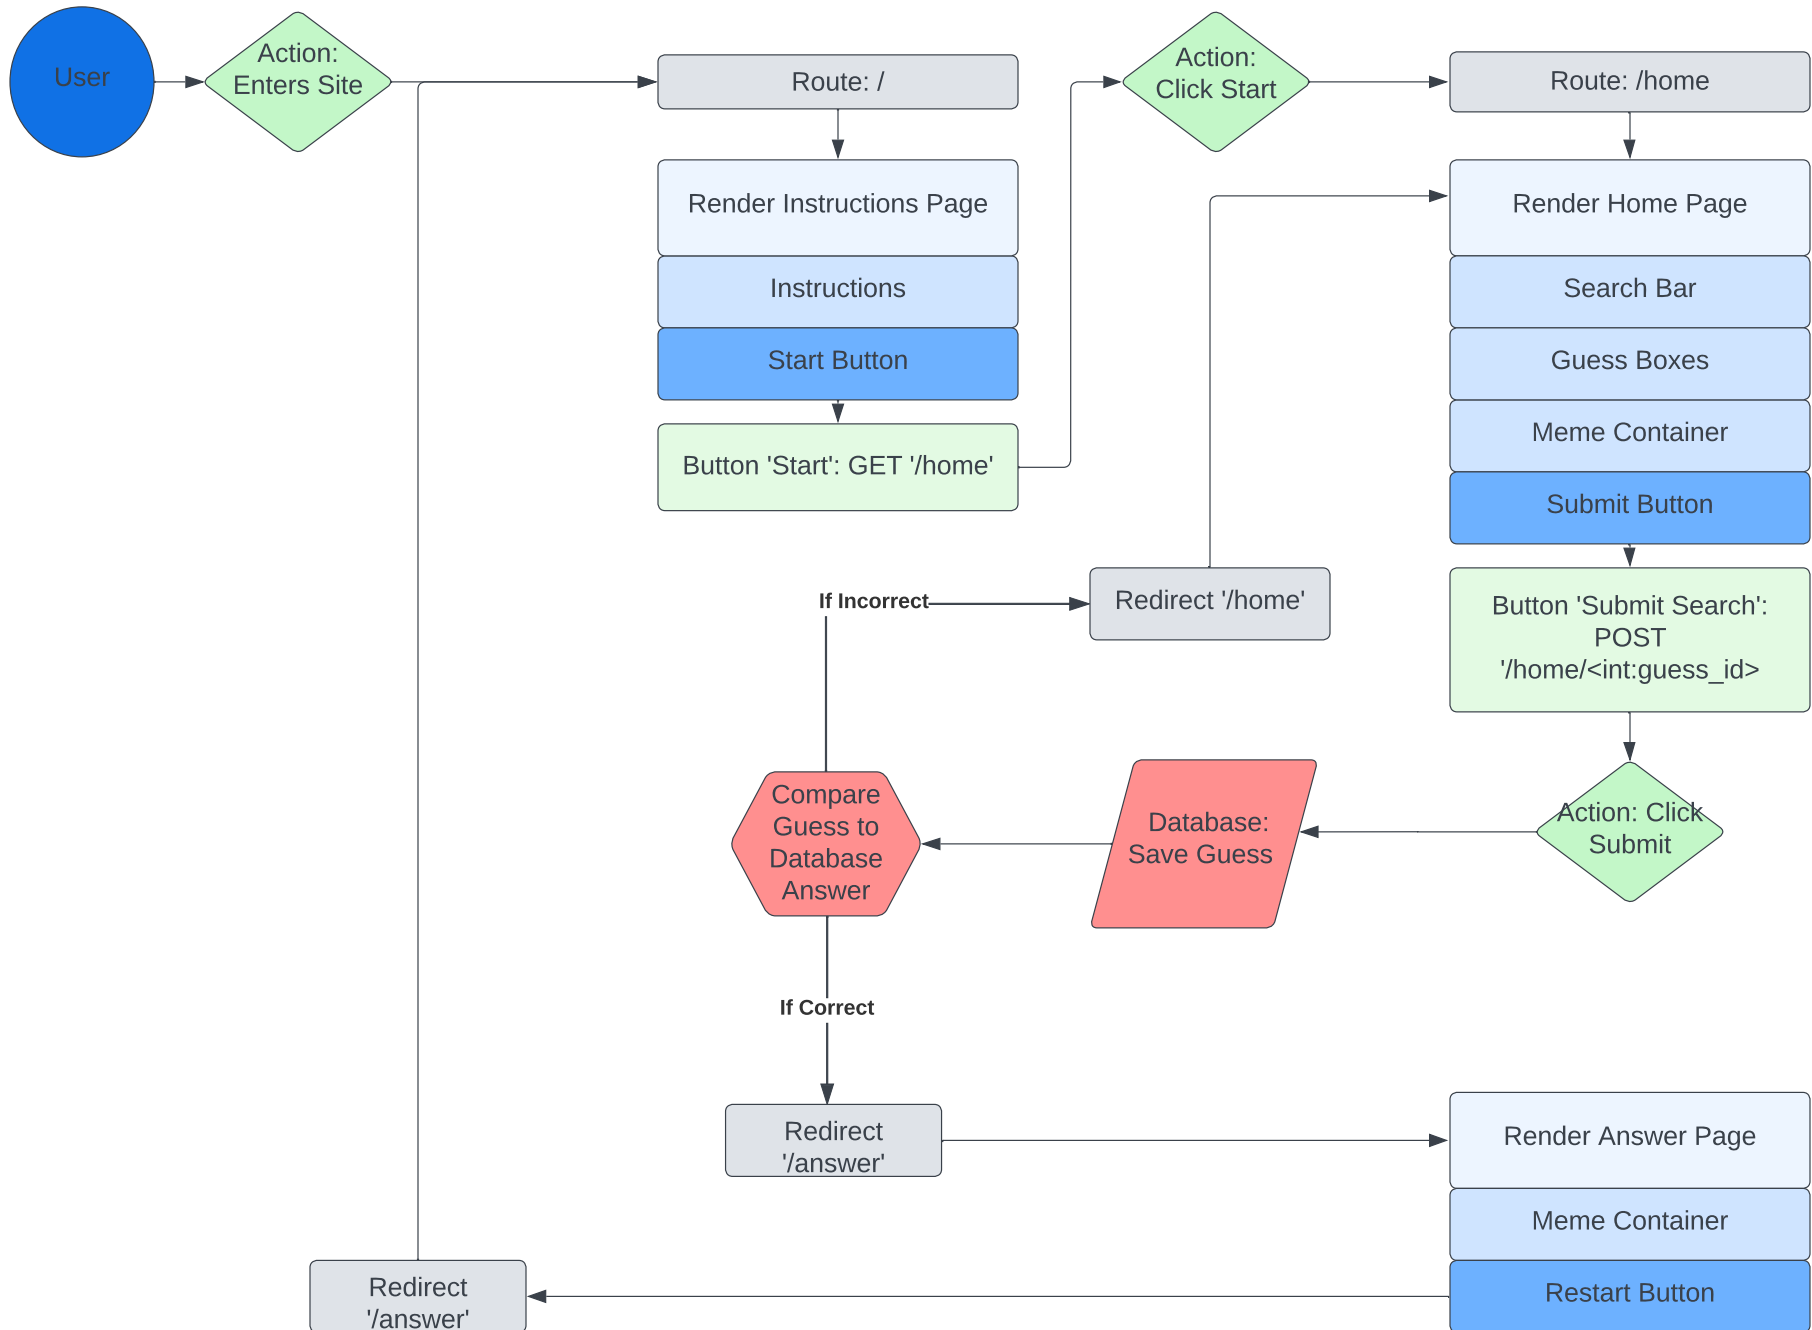 User
Action:
Enters Site
Route: /
Action:
Click Start
Route: /home
Render Instructions Page
Instructions
Start Button
Button 'Start': GET '/home'
Render Home Page
Search Bar
Guess Boxes
Meme Container
Submit Button
Button 'Submit Search':
POST
'/home/<int:guess_id>
If Incorrect
Redirect '/home'
Action: Click
Submit
Database:
Save Guess
Compare
Guess to
Database
Answer
If Correct
Redirect
'/answer'
Render Answer Page
Meme Container
Restart Button
Redirect
'/answer'